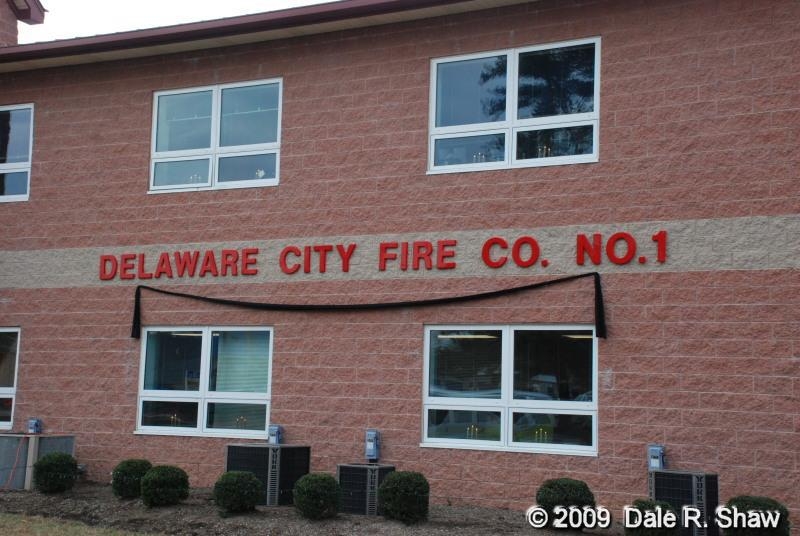 DELAWARE CITY FIRE CO. NO.1
© 2009 Dale R. Shaw